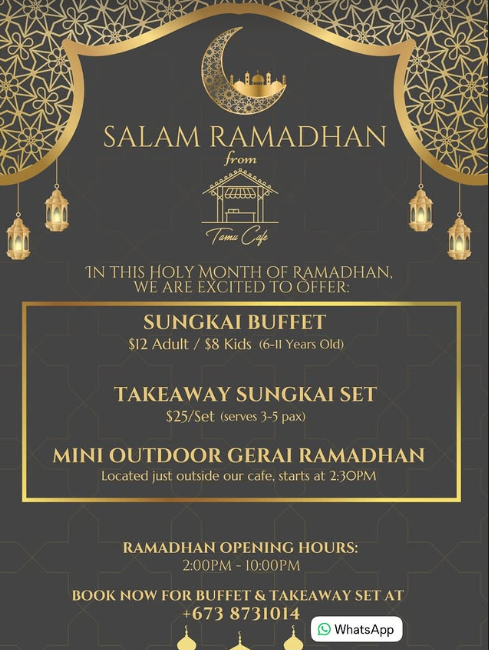 SALAM RAMADHAN
from
Tamu Cafe
IN THIS HOLY MONTH OF RAMADHAN,
WE ARE EXCITED TO OFFER:
SUNGKAI BUFFET
$12 Adult / $8 Kids (6-11 Years Old)
TAKEAWAY SUNGKAI SET
$25/Set (serves 3-5 pax)
MINI OUTDOOR GERAI RAMADHAN
Located just outside our cafe, starts at 2:30PM
RAMADHAN OPENING HOURS:
2:00PM - 10:00PM
BOOK NOW FOR BUFFET & TAKEAWAY SET AT
+673 8731014
WhatsApp